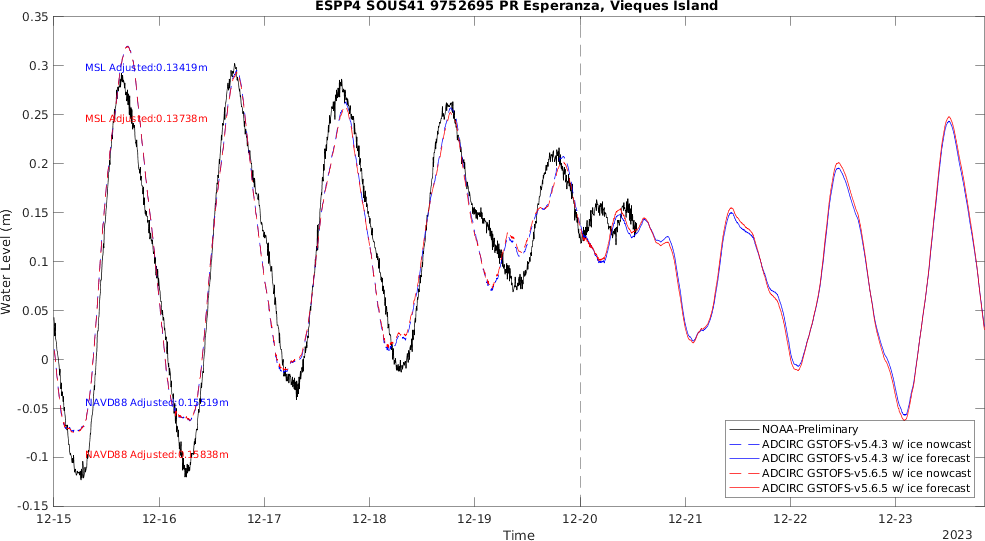 ESPP4 SOUS41 9752695 PR Esperanza, Vieques Island
0.35
0.3
0.25
0.2
0.15
0.1
0.05
0
-0.05
-0.1
-0.15
Water Level (m)
MSL Adjusted:0.13419m
MSL Adjusted:0.13738m
NAVD88 Adjusted:0.15519m
NAVD88 Adjusted:0.15838m
NOAA-Preliminary
ADCIRC GSTOFS-v5.4.3 w/ ice nowcast
ADCIRC GSTOFS-v5.4.3 w/ ice forecast
ADCIRC GSTOFS-v5.6.5 w/ ice nowcast
ADCIRC GSTOFS-v5.6.5 w/ ice forecast
12-15 12-16 12-17 12-18 12-19 12-20 12-21 12-22 12-23
Time
2023